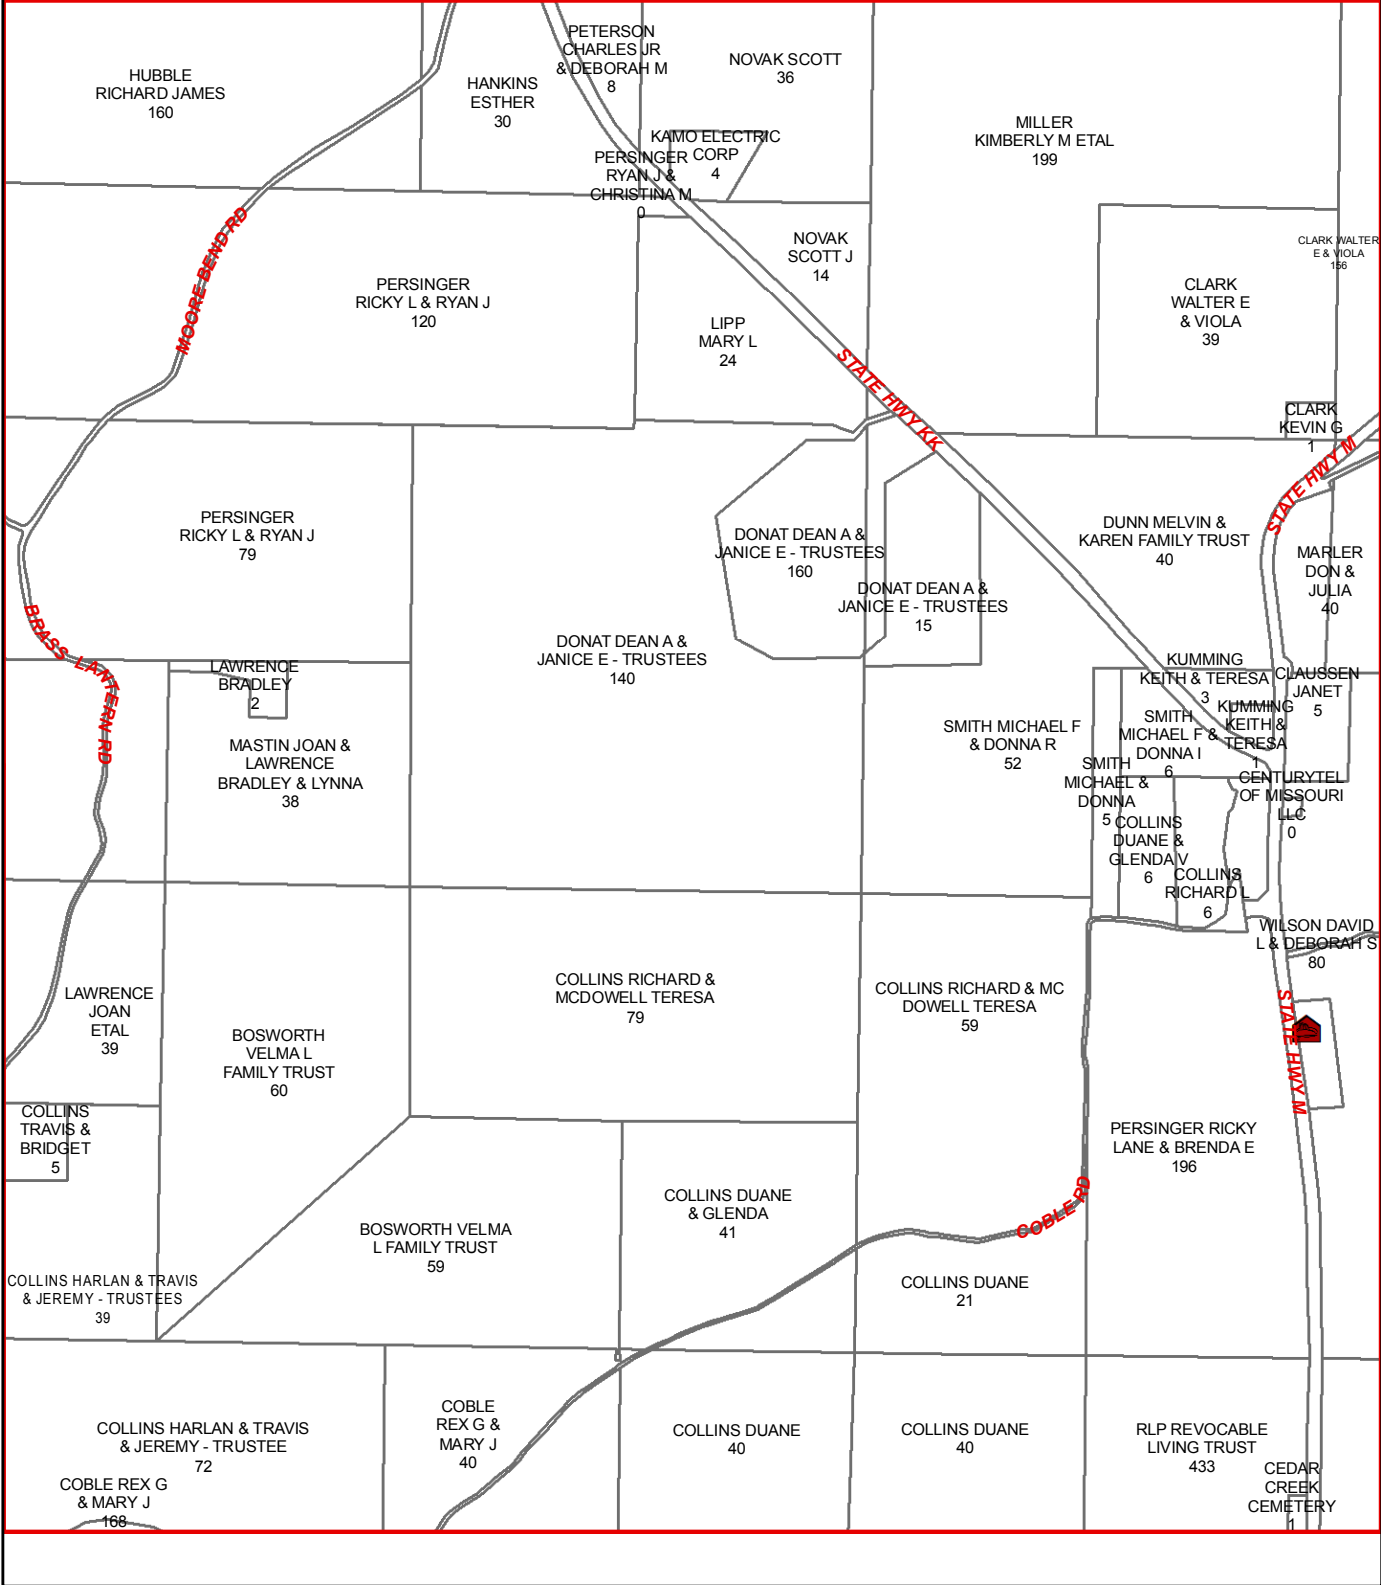 HUBBLE
RICHARD JAMES
160
HANKINS
ESTHER
30
PETERSON
CHARLES JR
& DEBORAH M
8
NOVAK SCOTT
36
KAMO ELECTRIC
CORP
4
PERSINGER
RYAN J &
CHRISTINA M
0
MILLER
KIMBERLY M ETAL
199
MOORE BEND RD
PERSINGER
RICKY L & RYAN J
120
NOVAK
SCOTT J
14
LIPP
MARY L
24
STATE HWY KK
CLARK
WALTER E
& VIOLA
39
CLARK WALTER
E & VIOLA
156
CLARK
KEVIN G
1
STATE HWY M
PERSINGER
RICKY L & RYAN J
79
DONAT DEAN A &
JANICE E - TRUSTEES
160
DONAT DEAN A &
JANICE E - TRUSTEES
15
DUNN MELVIN &
KAREN FAMILY TRUST
40
MARLER
DON &
JULIA
40
BRASS LANTERN RD
LAWRENCE
BRADLEY
2
DONAT DEAN A &
JANICE E - TRUSTEES
140
KUMMING
KEITH & TERESA
3
CLAUSSEN
JANET
5
KUMMING
KEITH &
TERESA
1
MASTIN JOAN &
LAWRENCE
BRADLEY & LYNNA
38
SMITH MICHAEL F
& DONNA R
52
SMITH
MICHAEL F &
DONNA I
6
SMITH
MICHAEL &
DONNA
5
CENTURYTEL
OF MISSOURI
LLC
0
COLLINS
DUANE &
GLENDA V
6
COLLINS
RICHARD L
6
WILSON DAVID
L & DEBORAH S
80
LAWRENCE
JOAN
ETAL
39
BOSWORTH
VELMA L
FAMILY TRUST
60
COLLINS RICHARD &
MCDOWELL TERESA
79
COLLINS RICHARD & MC
DOWELL TERESA
59
STATE HWY M
COLLINS
TRAVIS &
BRIDGET
5
PERSINGER RICKY
LANE & BRENDA E
196
COLLINS DUANE
& GLENDA
41
COBLE RD
BOSWORTH VELMA
L FAMILY TRUST
59
COLLINS HARLAN & TRAVIS
& JEREMY - TRUSTEES
39
COLLINS DUANE
21
COLLINS HARLAN & TRAVIS
& JEREMY - TRUSTEE
72
COBLE
REX G &
MARY J
40
COLLINS DUANE
40
COLLINS DUANE
40
RLP REVOCABLE
LIVING TRUST
433
COBLE REX G
& MARY J
168
CEDAR
CREEK
CEMETERY
1